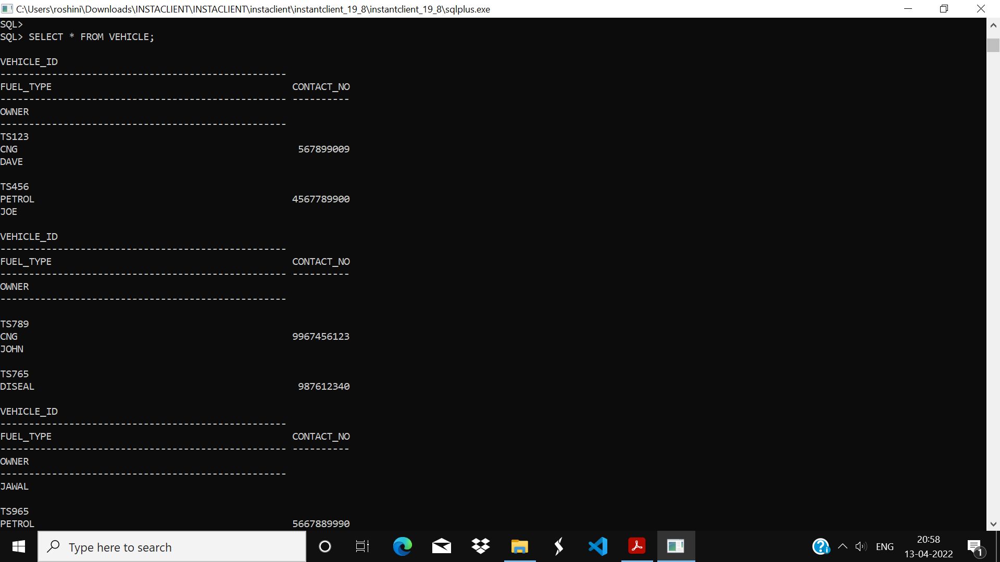 C:\Users\roshini\Downloads\INSTACLIENT\INSTACLIENT\instaclient\instantclient_19_8\instantclient_19_8\sqlplus.exe
SQL>
SQL> SELECT * FROM VEHICLE;
VEHICLE_ID
--------------------------------------------------
FUEL_TYPE CONTACT_NO
-------------------------------------------------- ----------
OWNER
--------------------------------------------------
TS123
CNG 567899009
DAVE
TS456
PETROL 4567789900
JOE
VEHICLE_ID
--------------------------------------------------
FUEL_TYPE CONTACT_NO
-------------------------------------------------- ----------
OWNER
--------------------------------------------------
TS789
CNG 9967456123
JOHN
TS765
DISEAL 987612340
VEHICLE_ID
--------------------------------------------------
FUEL_TYPE CONTACT_NO
-------------------------------------------------- ----------
OWNER
--------------------------------------------------
JAWAL
TS965
PETROL 5667889990
Type here to search
ENG
20:58
13-04-2022
1